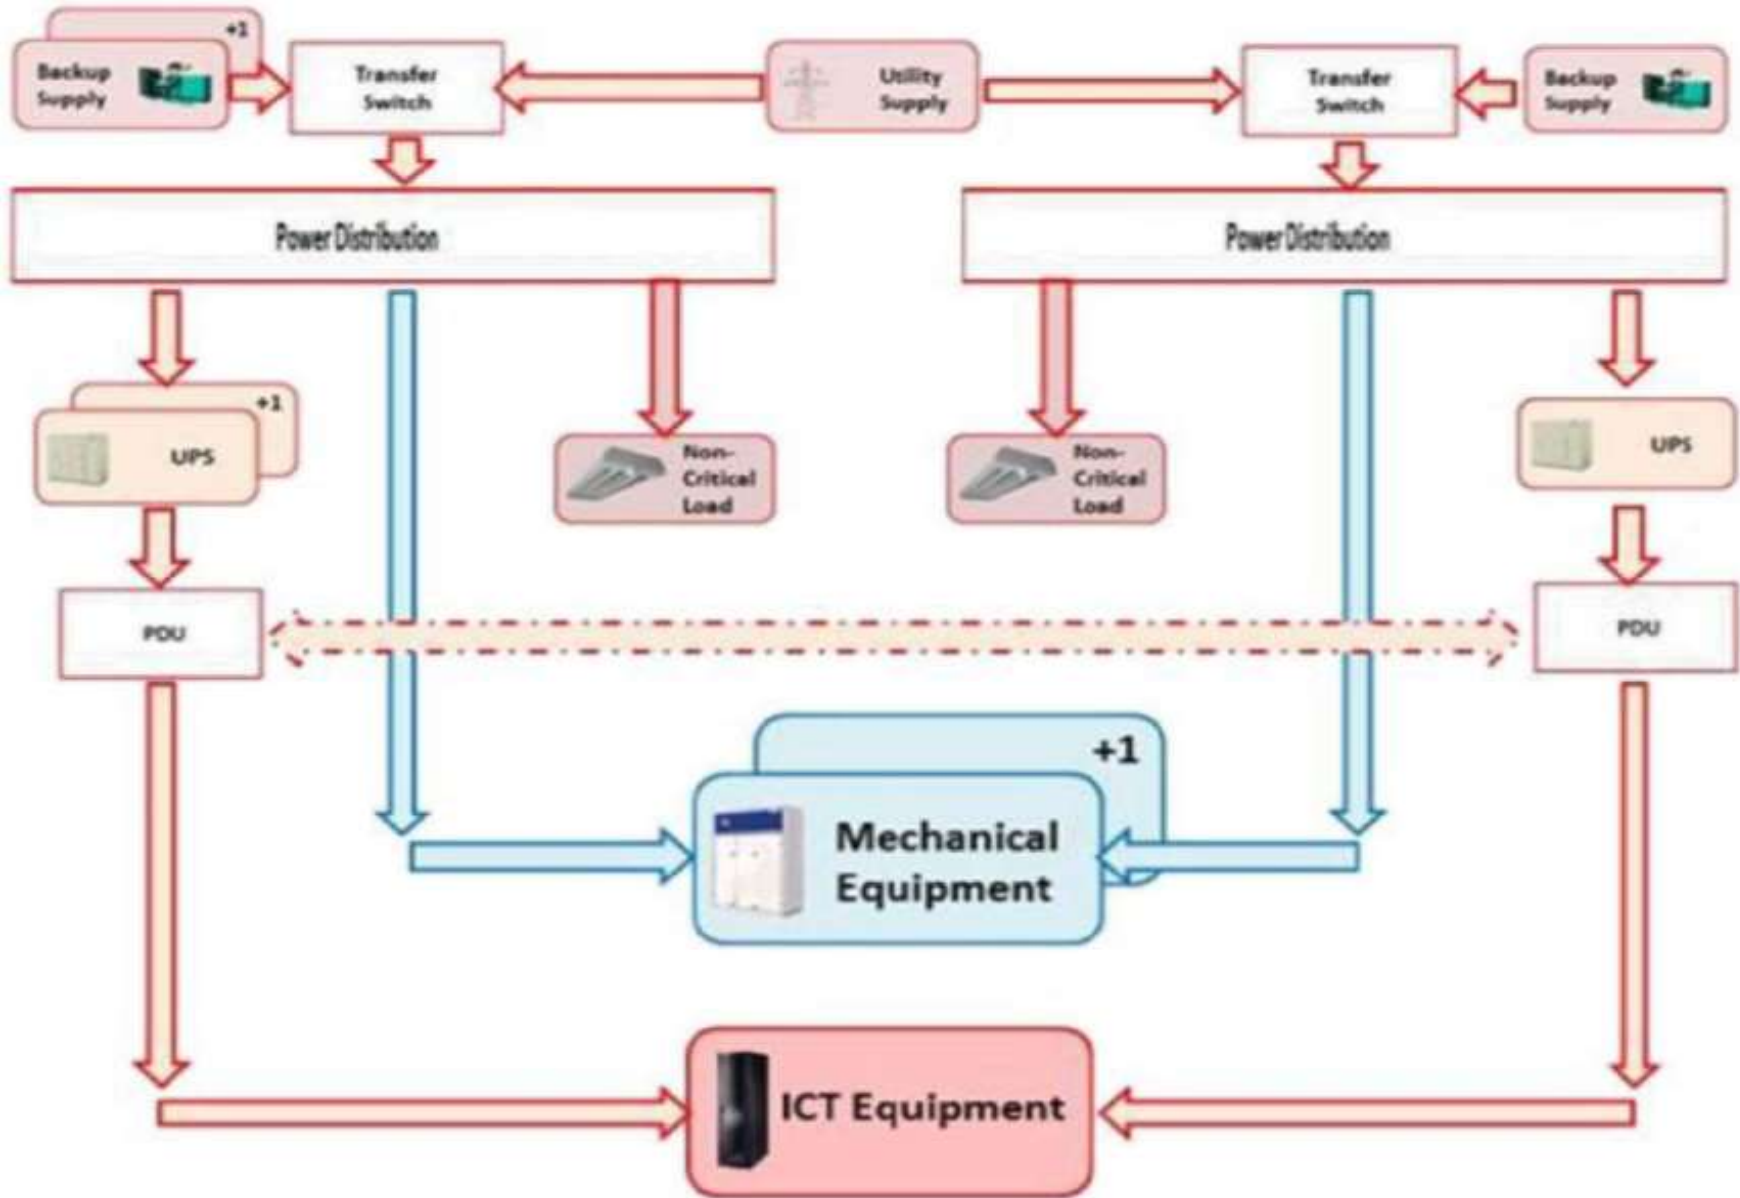 +1
Backup
Supply
Transfer
Switch
Utility
Supply
Transfer
Switch
Backup
Supply
Power Distribution
Power Distribution
+1
UPS
Non-
Critical
Load
Non-
Critical
Load
UPS
PDU
PDU
+1
Mechanical
Equipment
ICT Equipment